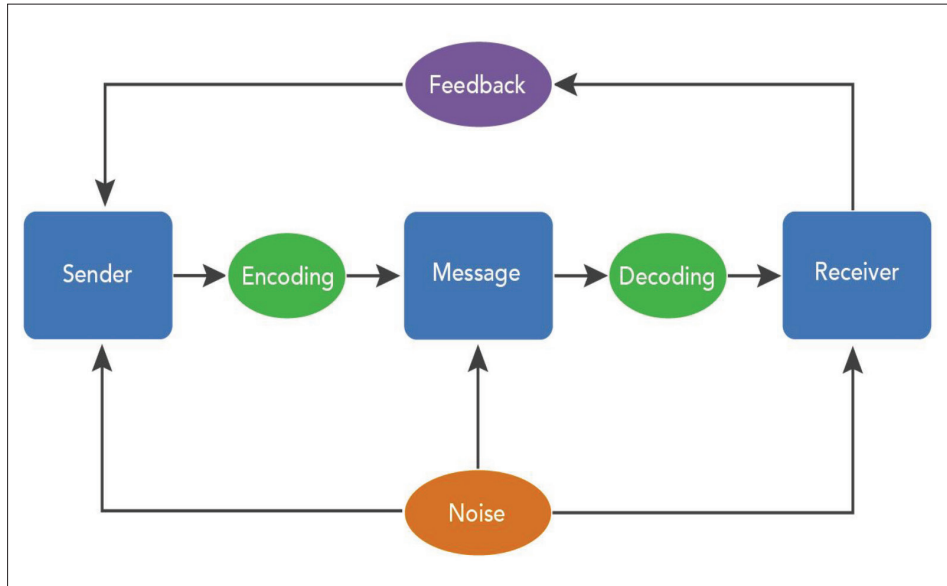 Feedback
Sender
Encoding
Message
Decoding
Receiver
Noise